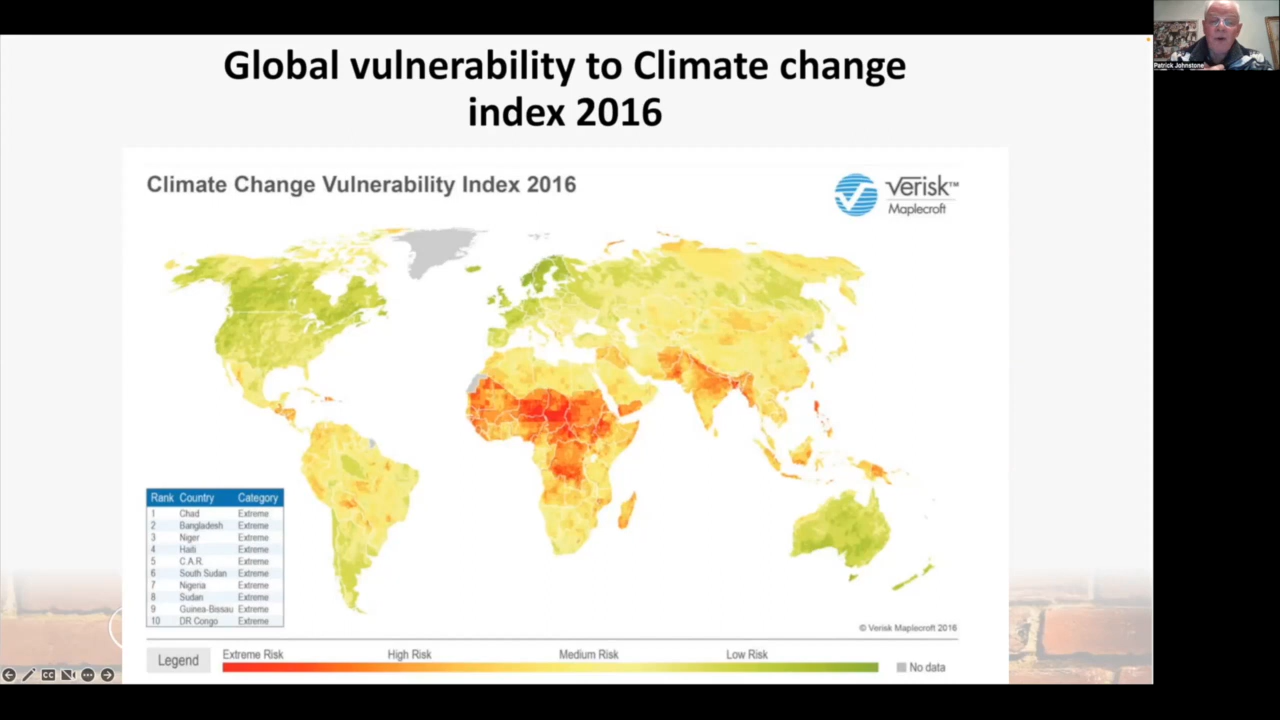 Global vulnerability to Climate change
index 2016
Patrick Johnstone
Climate Change Vulnerability Index 2016
Verisk™
Maplecroft
Rank Country Category
1 Chad Extreme
2 Bangladesh Extreme
3 Niger Extreme
4 Haiti Extreme
5 C.A.R. Extreme
6 South Sudan Extreme
7 Nigeria Extreme
8 Sudan Extreme
9 Guinea-Bissau Extreme
10 DR Congo Extreme
© Verisk Maplecroft 2016
Legend
Extreme Risk High Risk Medium Risk Low Risk
No data
CC